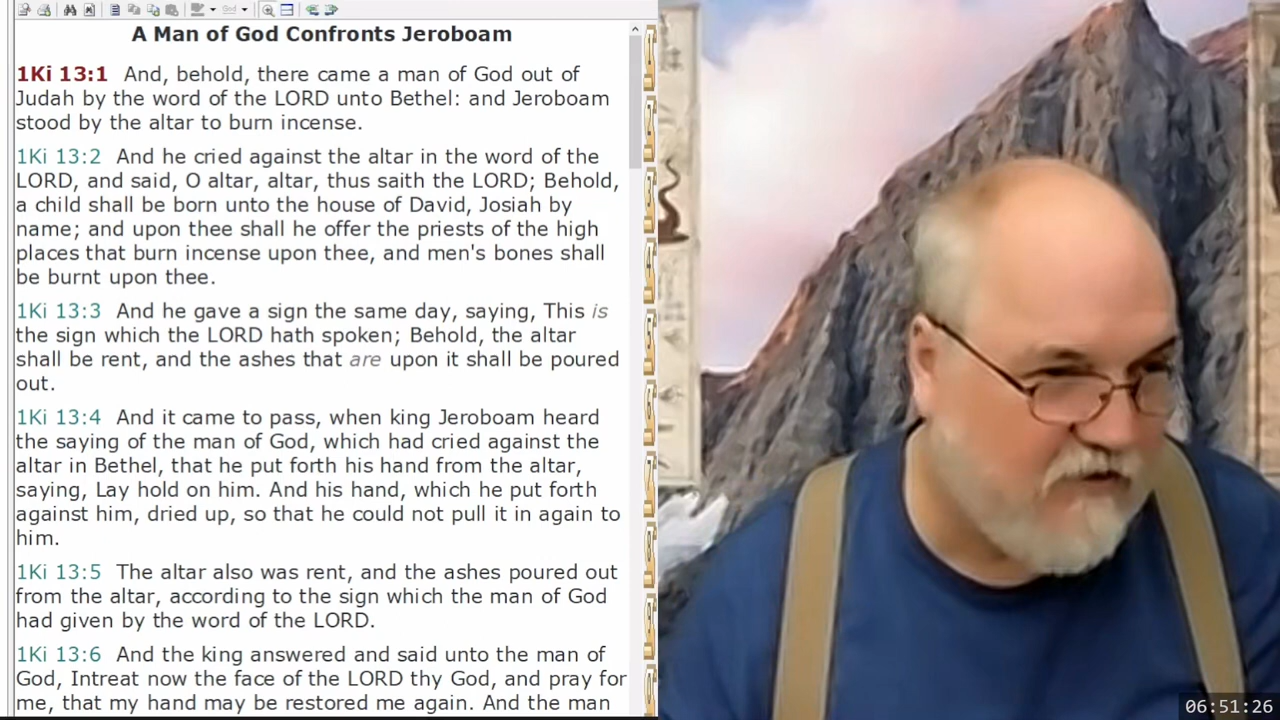 A Man of God Confronts Jeroboam
1Ki 13:1 And, behold, there came a man of God out of
Judah by the word of the LORD unto Bethel: and Jeroboam
stood by the altar to burn incense.
1Ki 13:2 And he cried against the altar in the word of the
LORD, and said, O altar, altar, thus saith the LORD; Behold,
a child shall be born unto the house of David, Josiah by
name; and upon thee shall he offer the priests of the high
places that burn incense upon thee, and men's bones shall
be burnt upon thee.
1Ki 13:3 And he gave a sign the same day, saying, This is
the sign which the LORD hath spoken; Behold, the altar
shall be rent, and the ashes that are upon it shall be poured
out.
1Ki 13:4 And it came to pass, when king Jeroboam heard
the saying of the man of God, which had cried against the
altar in Bethel, that he put forth his hand from the altar,
saying, Lay hold on him. And his hand, which he put forth
against him, dried up, so that he could not pull it in again to
him.
1Ki 13:5 The altar also was rent, and the ashes poured out
from the altar, according to the sign which the man of God
had given by the word of the LORD.
1Ki 13:6 And the king answered and said unto the man of
God, Intreat now the face of the LORD thy God, and pray for
me, that my hand may be restored me again. And the man
06:51:26